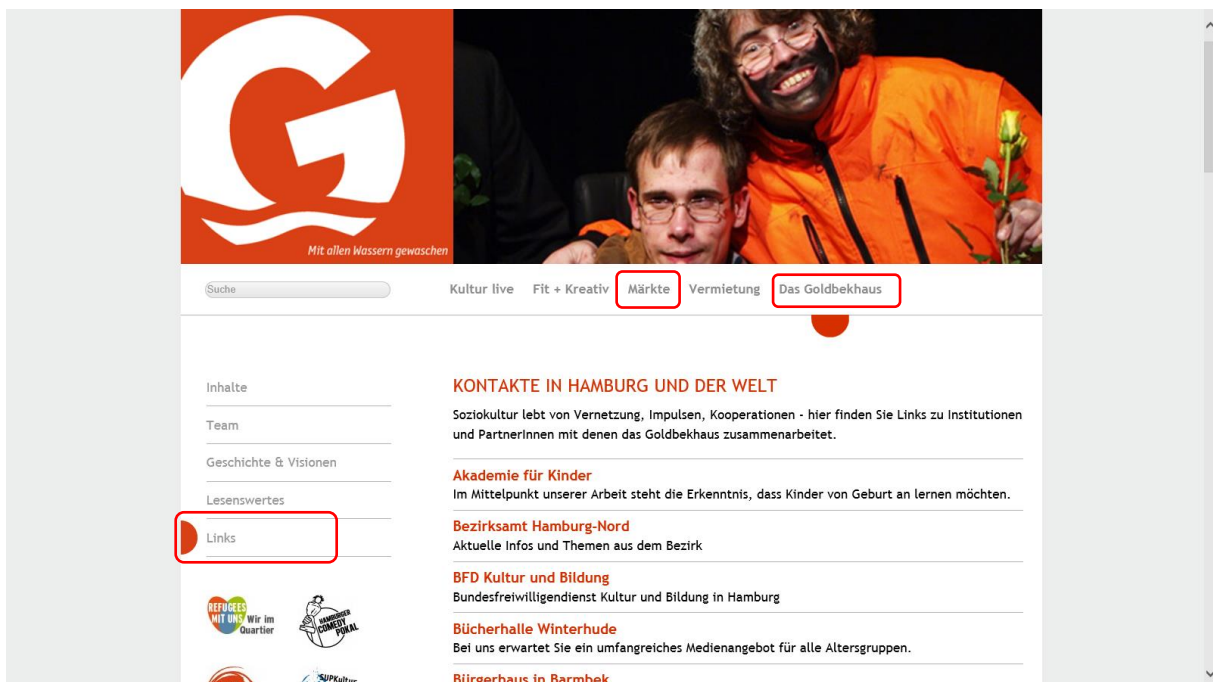 Mit allen Wassern gewaschen
Suche
Kultur live Fit + Kreativ Märkte Vermietung Das Goldbekhaus
Inhalte
Team
Geschichte & Visionen
Lesenswertes
Links
REFUGEES
MIT UNS Wir im
Quartier
HAMBURGER
COMEDY
POKAL
SUPKultur
KONTAKTE IN HAMBURG UND DER WELT
Soziokultur lebt von Vernetzung, Impulsen, Kooperationen - hier finden Sie Links zu Institutionen
und PartnerInnen mit denen das Goldbekhaus zusammenarbeitet.
Akademie für Kinder
Im Mittelpunkt unserer Arbeit steht die Erkenntnis, dass Kinder von Geburt an lernen möchten.
Bezirksamt Hamburg-Nord
Aktuelle Infos und Themen aus dem Bezirk
BFD Kultur und Bildung
Bundesfreiwilligendienst Kultur und Bildung in Hamburg
Bücherhalle Winterhude
Bei uns erwartet Sie ein umfangreiches Medienangebot für alle Altersgruppen.
Bürgerhaus in Barmbek